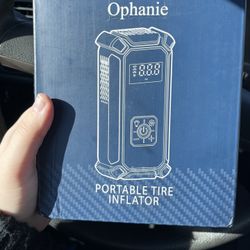 Ophanie
PORTABLE TIRE
INFLATOR